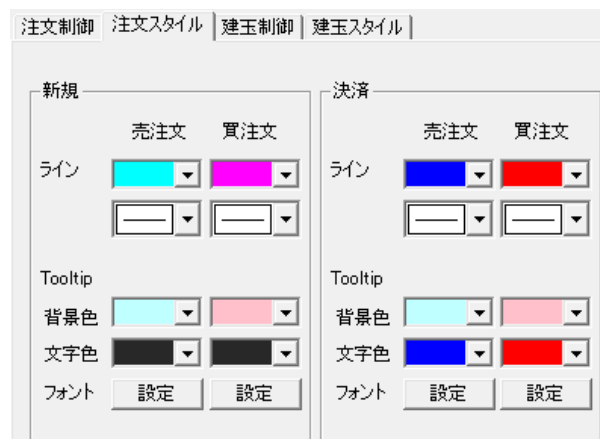 注文制御 注文スタイル 建玉制御 建玉スタイル
新規
売注文 買注文
ライン
Tooltip
背景色
文字色
フォント 設定 設定
決済
売注文 買注文
ライン
Tooltip
背景色
文字色
フォント 設定 設定